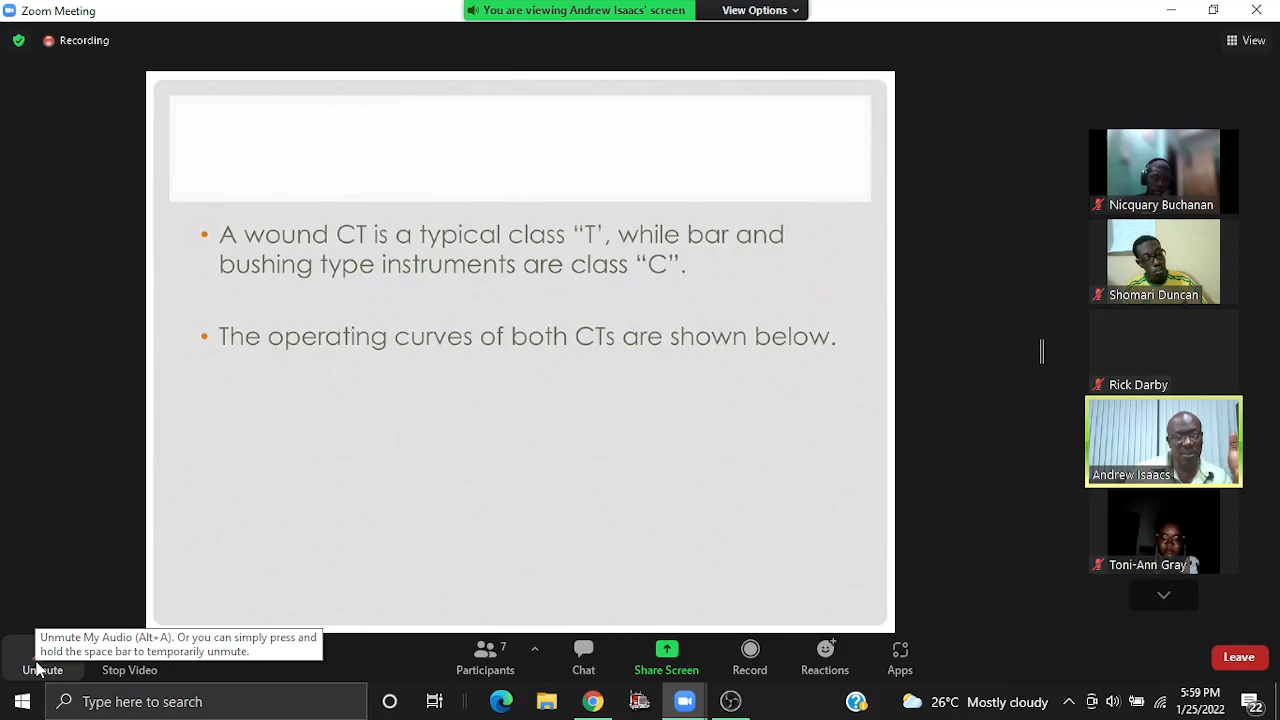 Zoom Meeting
You are viewing Andrew Isaacs' screen
View Options
Recording
View
A wound CT is a typical class “T’, while bar and
bushing type instruments are class “C”.
The operating curves of both CTs are shown below.
Nicquary Buchanan
Shomari Duncan
Rick Darby
Andrew Isaacs
Toni-Ann Gray
Unmute My Audio (Alt+A). Or you can simply press and
hold the space bar to temporarily unmute.
Unmute
Stop Video
7
Participants
Chat
Share Screen
Record
Reactions
Apps
Leave
Type here to search
26°C Mostly cloudy
5:59 PM
1/25/2022
22